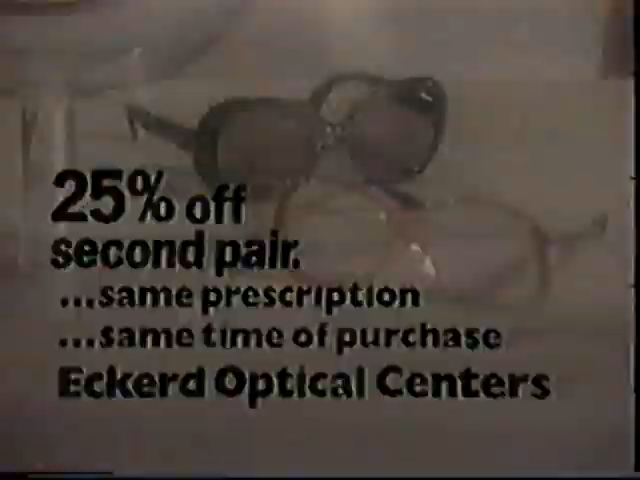 25% off
second pair.
...same prescription
...same time of purchase
Eckerd Optical Centers